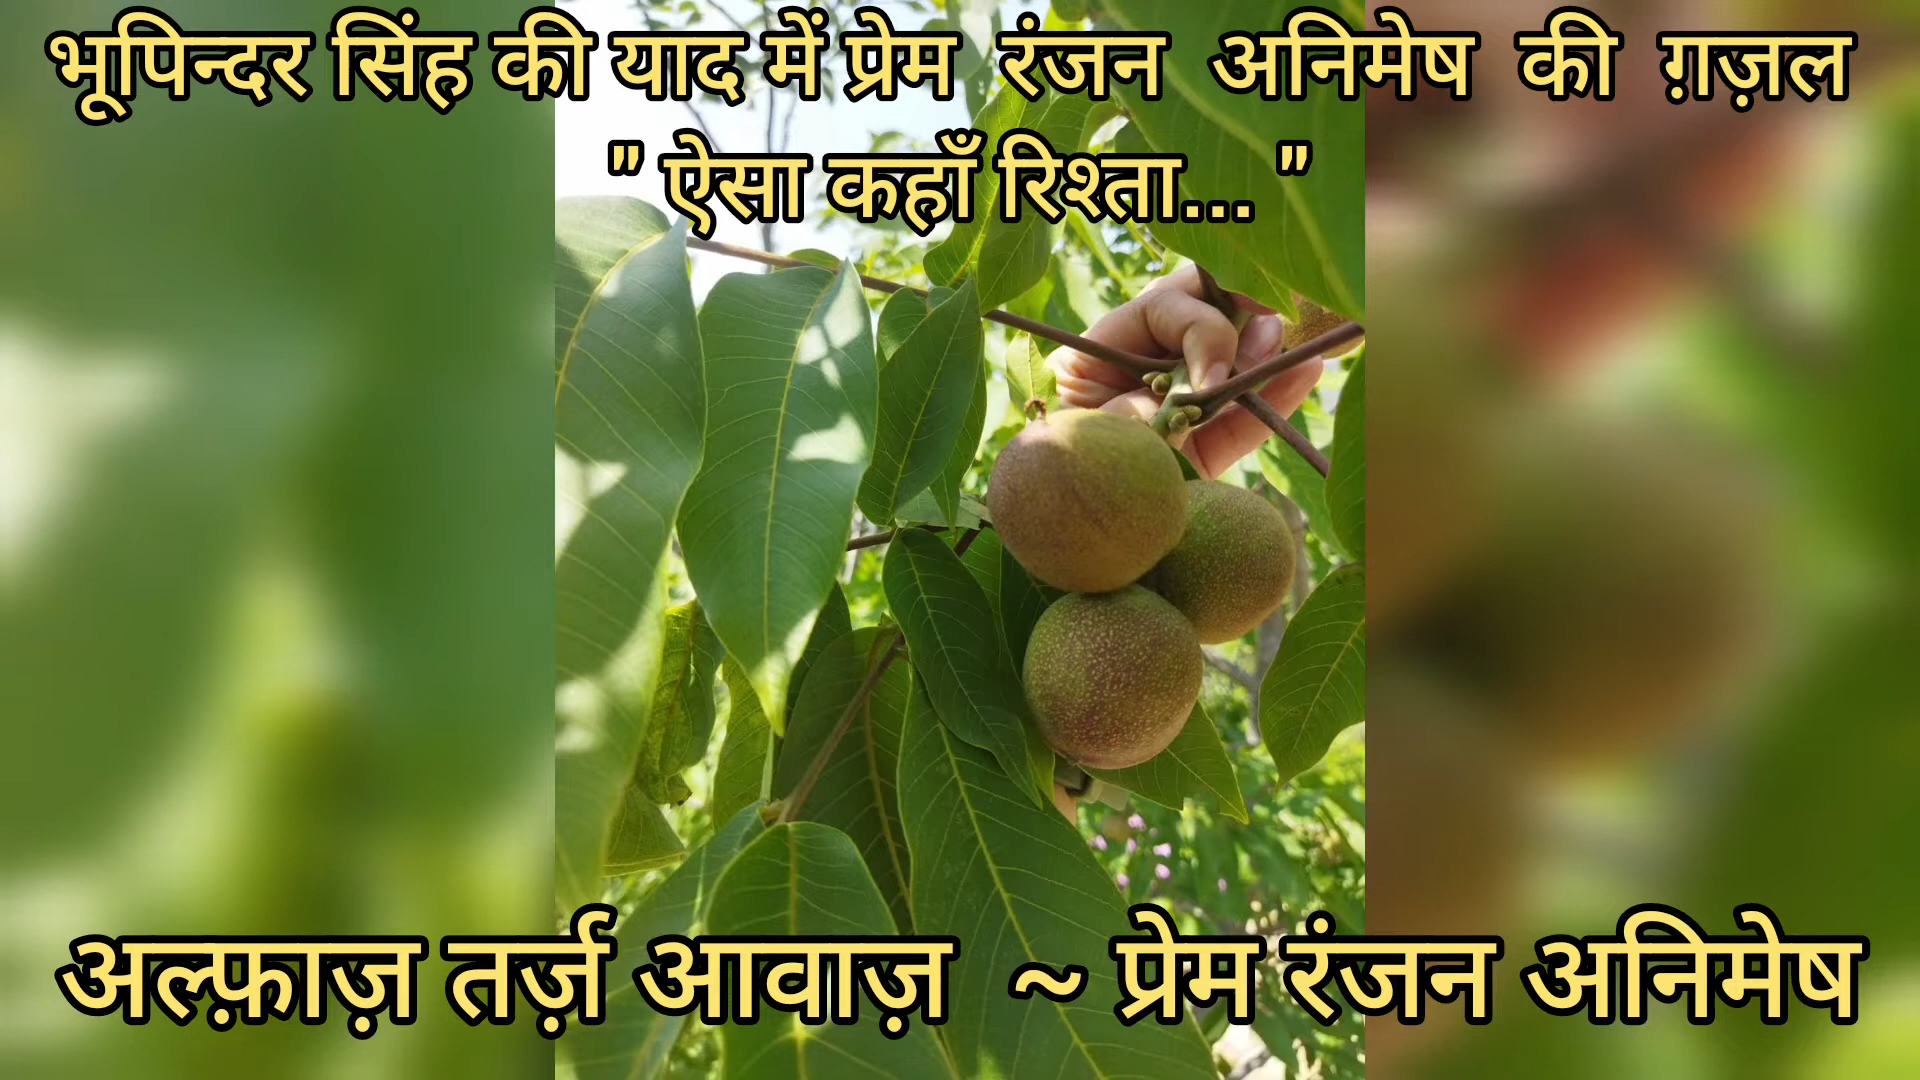 भूपिन्दर सिंह की याद में प्रेम रंजन अनिमेष की ग़ज़ल
" ऐसा कहाँ रिश्ता... "
अल्फ़ाज़ तर्ज़ आवाज़ ~ प्रेम रंजन अनिमेष